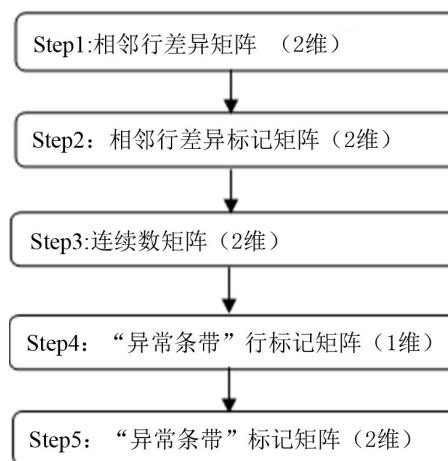 Step1:相邻行差异矩阵 （2维）
Step2：相邻行差异标记矩阵（2维）
Step3:连续数矩阵（2维）
Step4：“异常条带”行标记矩阵（1维）
Step5：“异常条带”标记矩阵（2维）